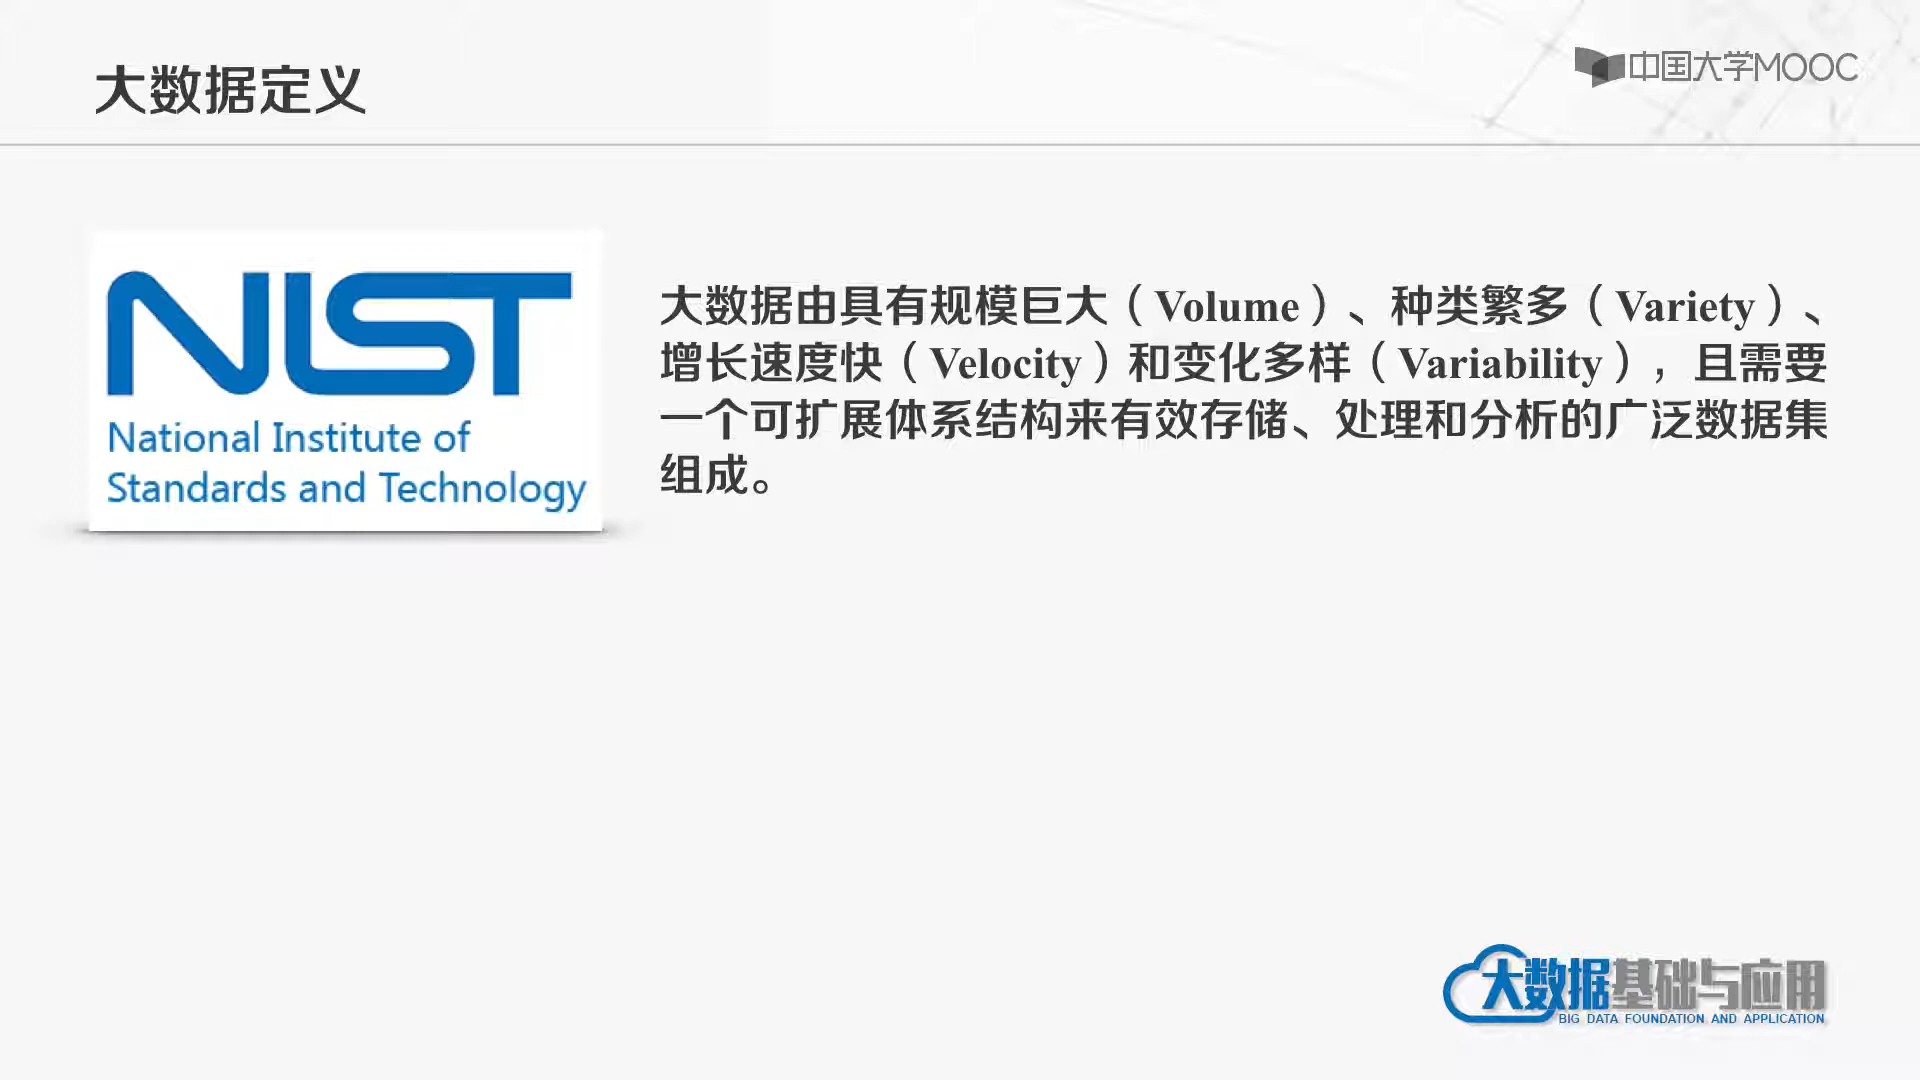 大数据定义
中国大学MOOC
NIST
National Institute of
Standards and Technology
大数据由具有规模巨大（Volume）、种类繁多（Variety）、
增长速度快（Velocity）和变化多样（Variability），且需要
一个可扩展体系结构来有效存储、处理和分析的广泛数据集
组成。
大数据基础与应用
BIG DATA FOUNDATION AND APPLICATION